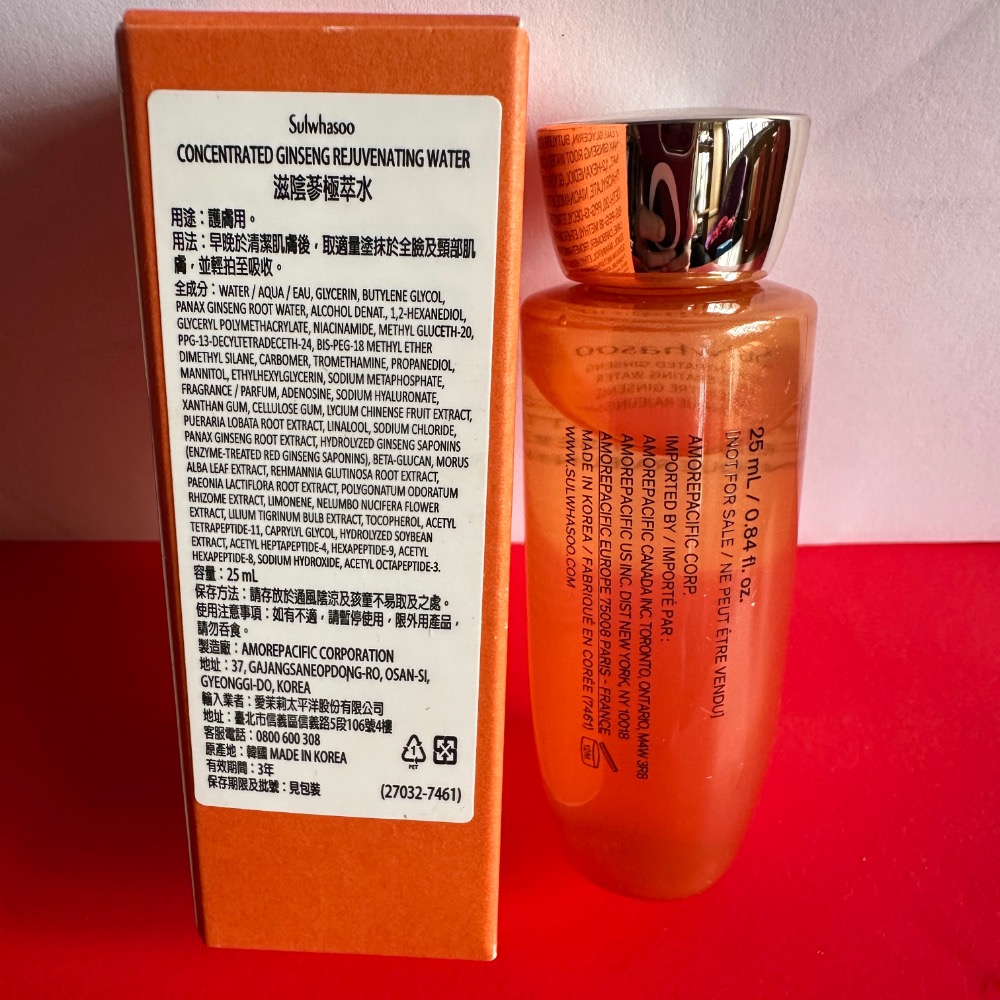 Sulwhasoo
CONCENTRATED GINSENG REJUVENATING WATER
滋陰蔘極萃水
用途：護膚用。
用法：早晚於清潔肌膚後，取適量塗抹於全臉及頸部肌
膚，並輕拍至吸收。
全成分：WATER / AQUA / EAU, GLYCERIN, BUTYLENE GLYCOL,
PANAX GINSENG ROOT WATER, ALCOHOL DENAT., 1,2-HEXANEDIOL,
GLYCERYL POLYMETHACRYLATE, NIACINAMIDE, METHYL GLUCETH-20,
PPG-13-DECYLTETRADECETH-24, BIS-PEG-18 METHYL ETHER
DIMETHYL SILANE, CARBOMER, TROMETHAMINE, PROPANEDIOL,
MANNITOL, ETHYLHEXYLGLYCERIN, SODIUM METAPHOSPHATE,
FRAGRANCE / PARFUM, ADENOSINE, SODIUM HYALURONATE,
XANTHAN GUM, CELLULOSE GUM, LYCIUM CHINENSE FRUIT EXTRACT,
PUERARIA LOBATA ROOT EXTRACT, LINALOOL, SODIUM CHLORIDE,
PANAX GINSENG ROOT EXTRACT, HYDROLYZED GINSENG SAPONINS
(ENZYME-TREATED RED GINSENG SAPONINS), BETA-GLUCAN, MORUS
ALBA LEAF EXTRACT, REHMANNIA GLUTINOSA ROOT EXTRACT,
PAEONIA LACTIFLORA ROOT EXTRACT, POLYGONATUM ODORATUM
RHIZOME EXTRACT, LIMONENE, NELUMBO NUCIFERA FLOWER
EXTRACT, LILIUM TIGRINUM BULB EXTRACT, TOCOPHEROL, ACETYL
TETRAPEPTIDE-11, CAPRYLYL GLYCOL, HYDROLYZED SOYBEAN
EXTRACT, ACETYL HEPTAPEPTIDE-4, HEXAPEPTIDE-9, ACETYL
HEXAPEPTIDE-8, SODIUM HYDROXIDE, ACETYL OCTAPEPTIDE-3.
容量：25 mL
保存方法：請存放於通風陰涼及孩童不易取及之處。
使用注意事項：如有不適，請暫停使用，限外用產品，
請勿吞食。
製造廠：AMOREPACIFIC CORPORATION
地址：37, GAJANGSANEOPDONG-RO, OSAN-SI,
GYEONGGI-DO, KOREA
輸入業者：愛茉莉太平洋股份有限公司
地址：臺北市信義區信義路5段106號4樓
客服電話：0800 600 308
原產地：韓國 MADE IN KOREA
有效期間：3年
保存期限及批號：見包裝
1
PET
(27032-7461)
25 mL / 0.84 fl. oz.
[NOT FOR SALE / NE PEUT ÊTRE VENDU]
AMOREPACIFIC CORP.
IMPORTED BY / IMPORTÉ PAR :
AMOREPACIFIC CANADA INC. TORONTO, ONTARIO, M4W 3R8
AMOREPACIFIC US INC. DIST NEW YORK, NY 10018
AMOREPACIFIC EUROPE 75008 PARIS - FRANCE
MADE IN KOREA / FABRIQUÉ EN CORÉE (7461)
WWW.SULWHASOO.COM
12M